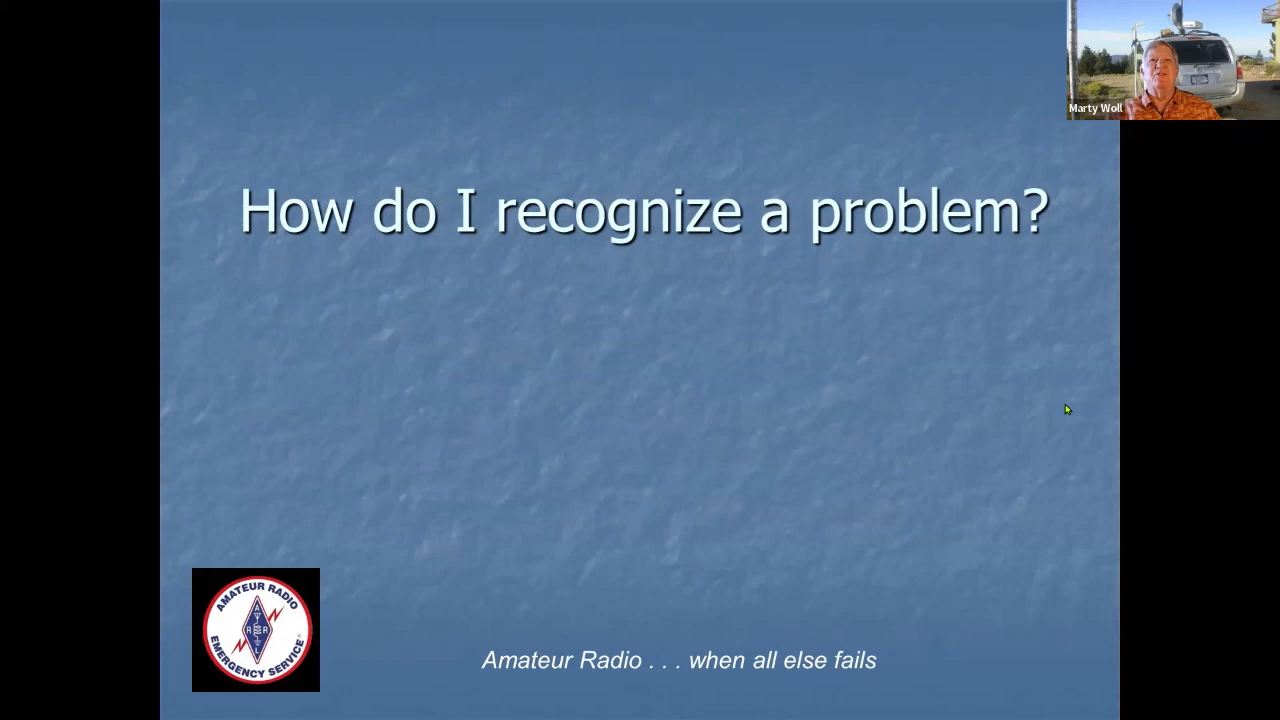 Marty Woll
How do I recognize a problem?
AMATEUR RADIO
A
R R
L
EMERGENCY SERVICE
®
Amateur Radio . . . when all else fails